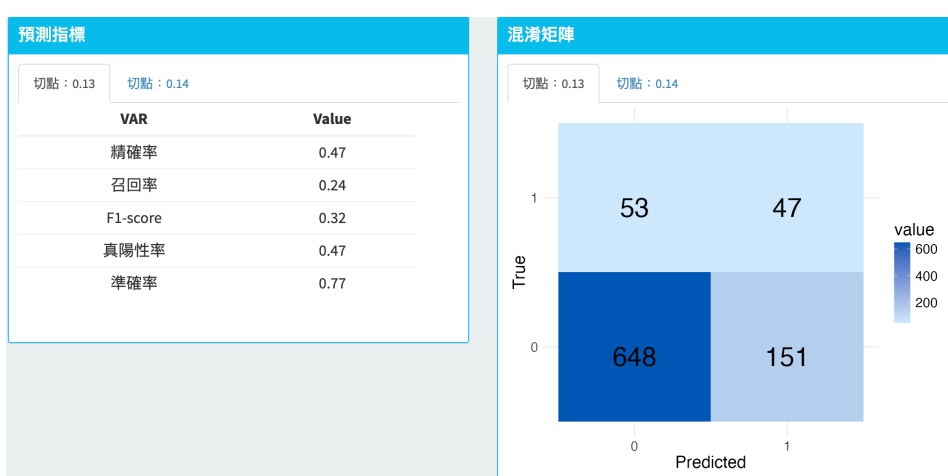 預測指標
切點：0.13 切點：0.14
VAR Value
精確率 0.47
召回率 0.24
F1-score 0.32
真陽性率 0.47
準確率 0.77
混淆矩陣
切點：0.13 切點：0.14
True
1
53 47
0
648 151
0 1
Predicted
value
600
400
200